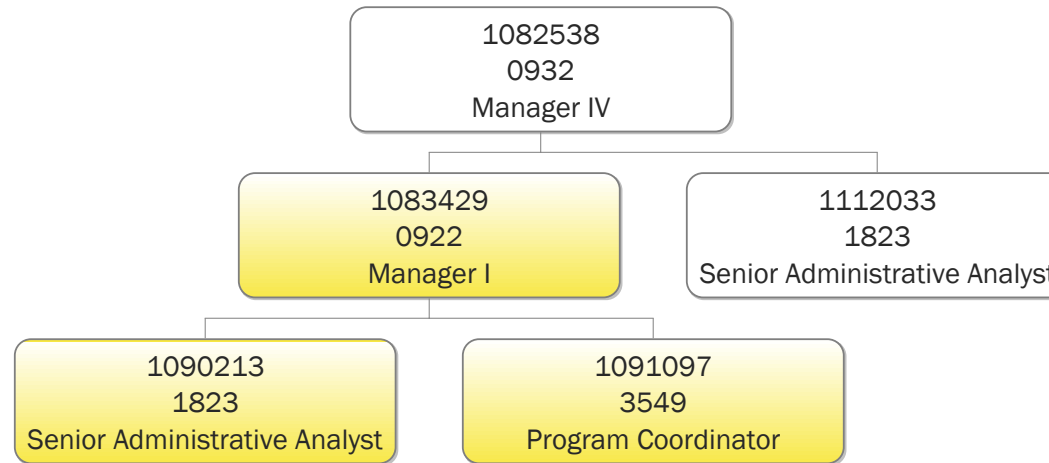 1082538
0932
Manager IV
1083429
0922
Manager I
1112033
1823
Senior Administrative Analyst
1090213
1823
Senior Administrative Analyst
1091097
3549
Program Coordinator